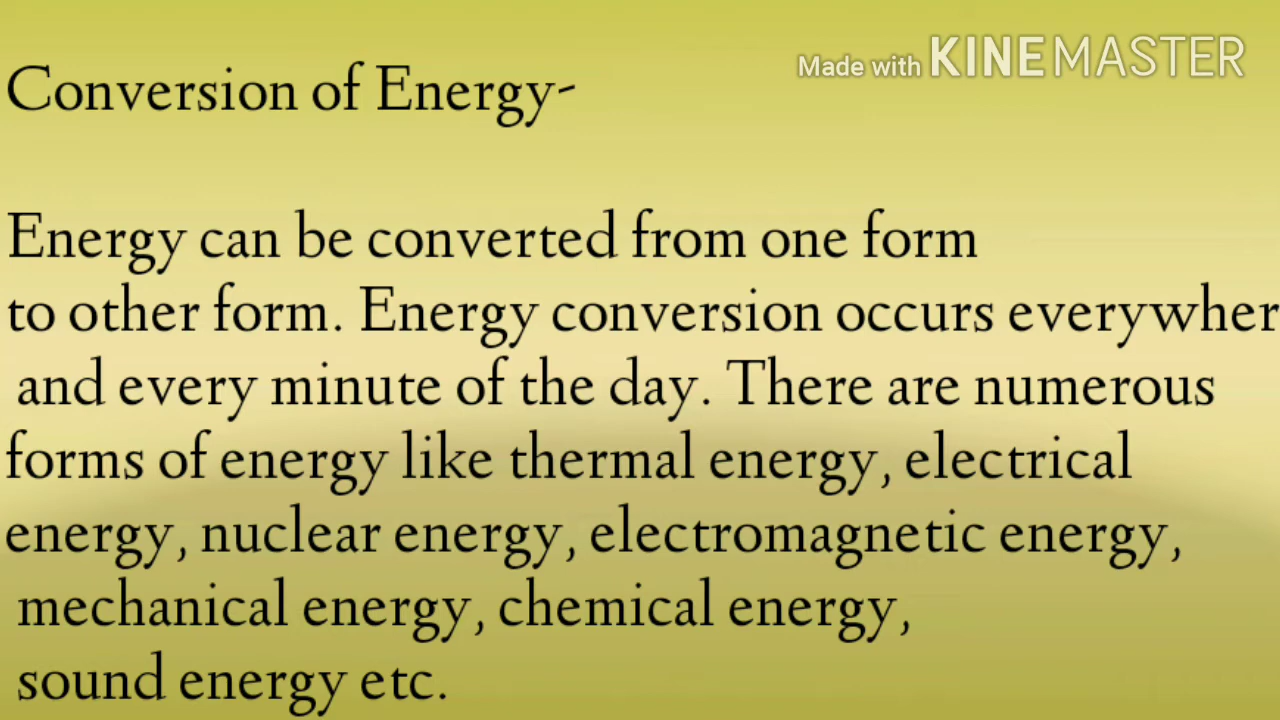 Made with KINEMASTER
Conversion of Energy-
Energy can be converted from one form
to other form. Energy conversion occurs everywher
and every minute of the day. There are numerous
forms of energy like thermal energy, electrical
energy, nuclear energy, electromagnetic energy,
mechanical energy, chemical energy,
sound energy etc.